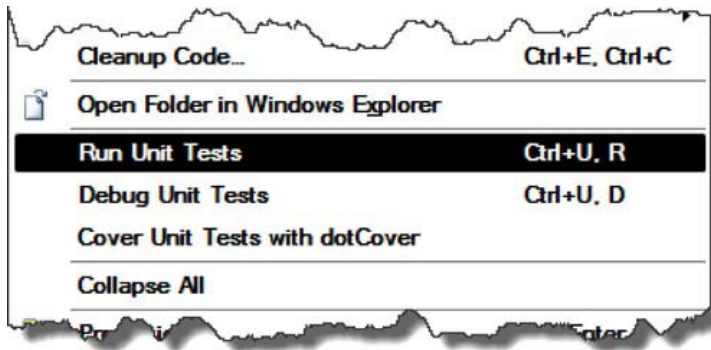 Cleanup Code... Ctrl+E, Ctrl+C
Open Folder in Windows Explorer
Run Unit Tests Ctrl+U, R
Debug Unit Tests Ctrl+U, D
Cover Unit Tests with dotCover
Collapse All
Enter